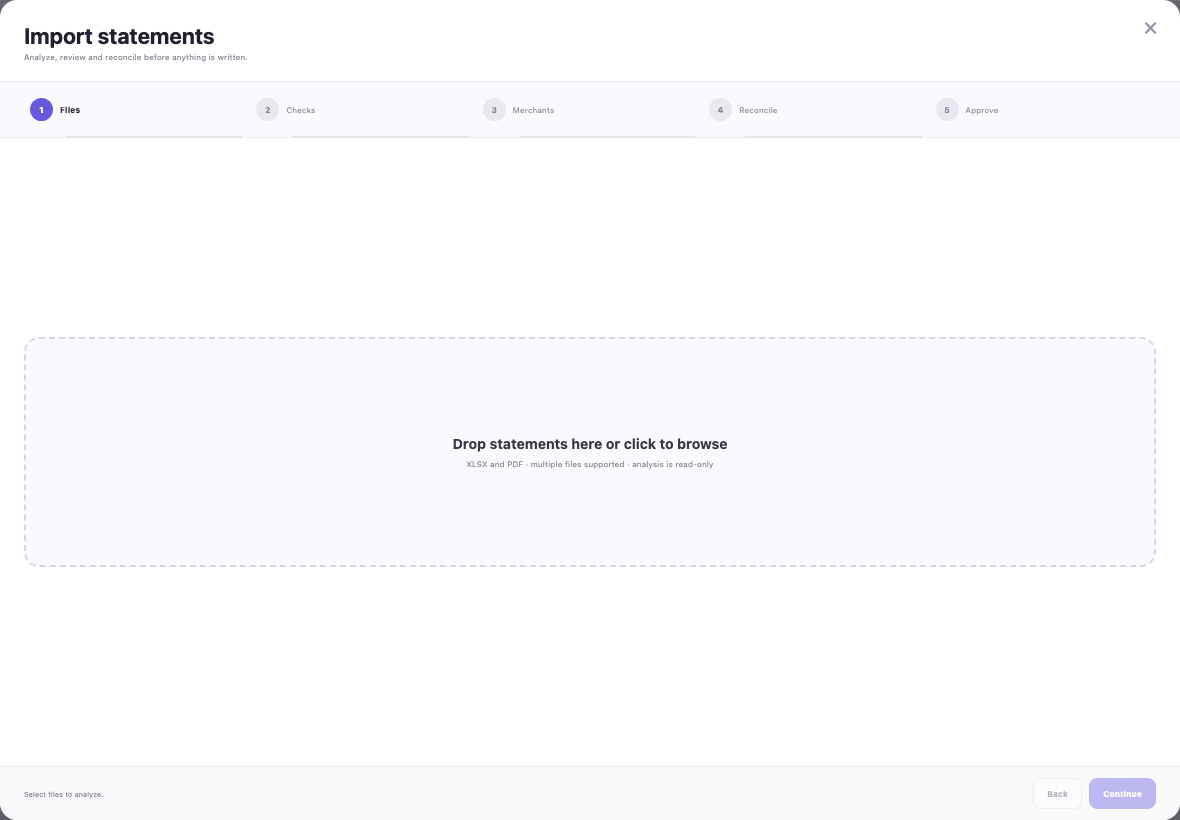 Import statements
Analyze, review and reconcile before anything is written.
1 Files
2 Checks
3 Merchants
4 Reconcile
5 Approve
Drop statements here or click to browse
XLSX and PDF · multiple files supported · analysis is read-only
Select files to analyze.
Back
Continue